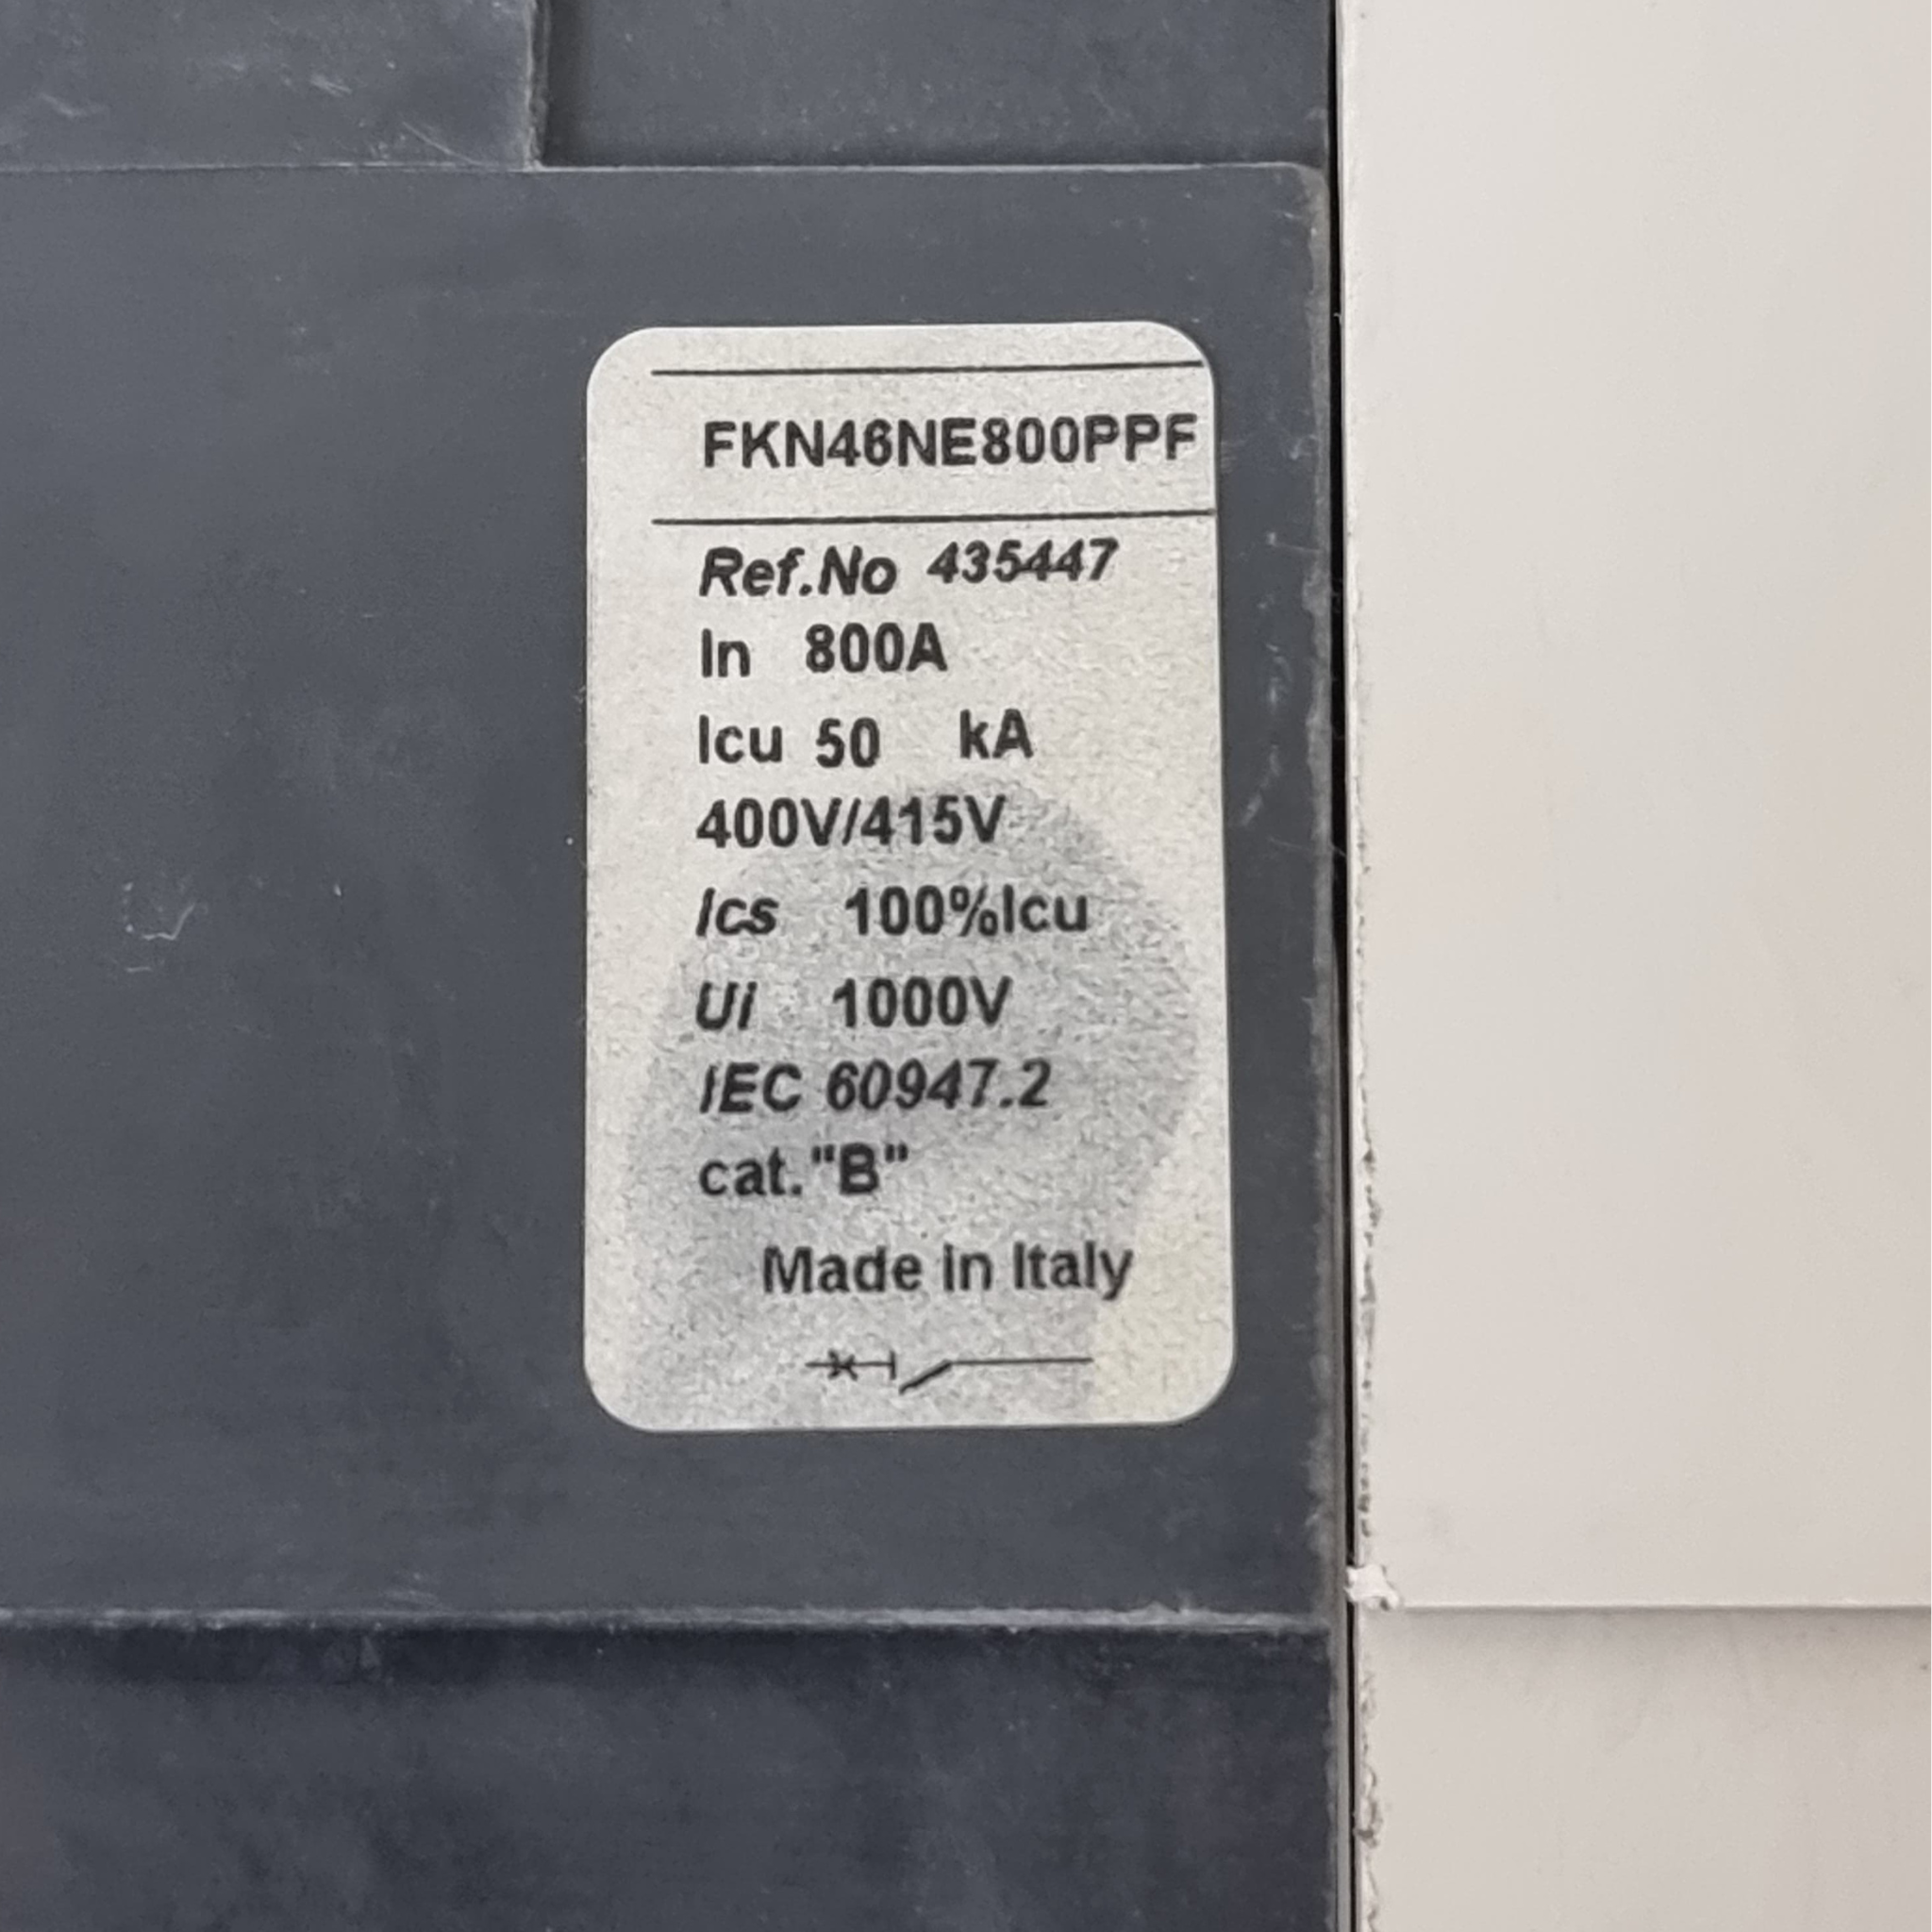 FKN46NE800PPF
Ref.No 435447
In 800A
Icu 50 kA
400V/415V
Ics 100%Icu
Ui 1000V
IEC 60947.2
cat."B"
Made in Italy